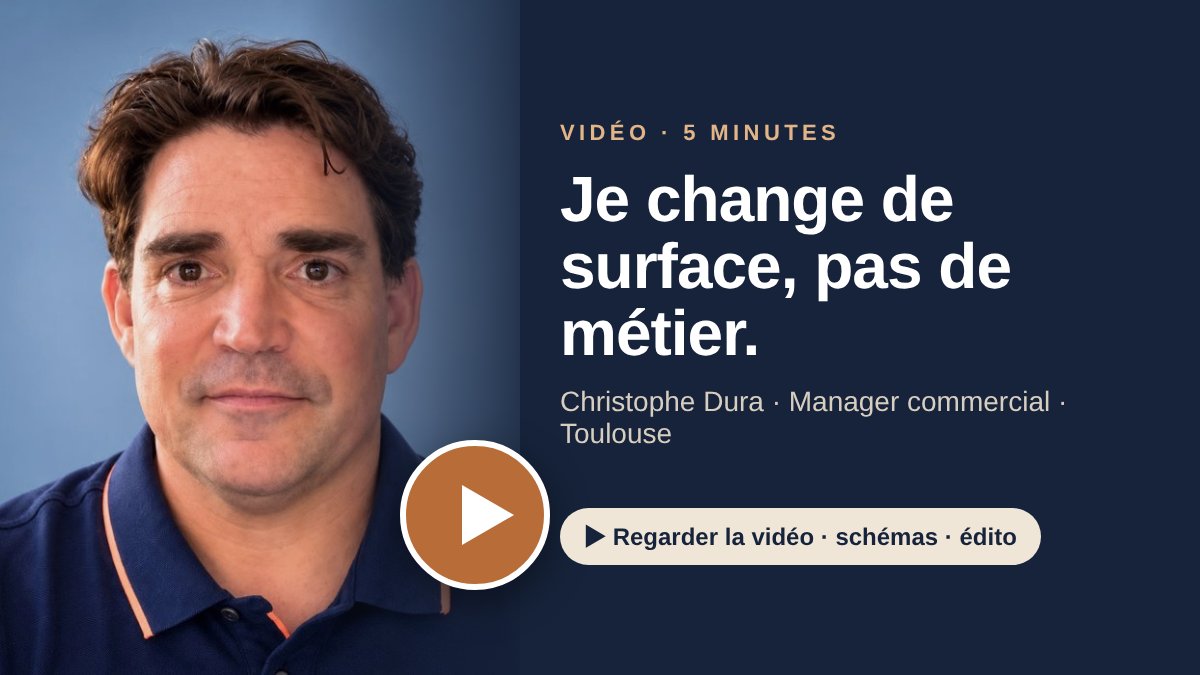 VIDÉO · 5 MINUTES
Je change de
surface, pas de
métier.
Christophe Dura · Manager commercial ·
Toulouse
Regarder la vidéo · schémas · édito